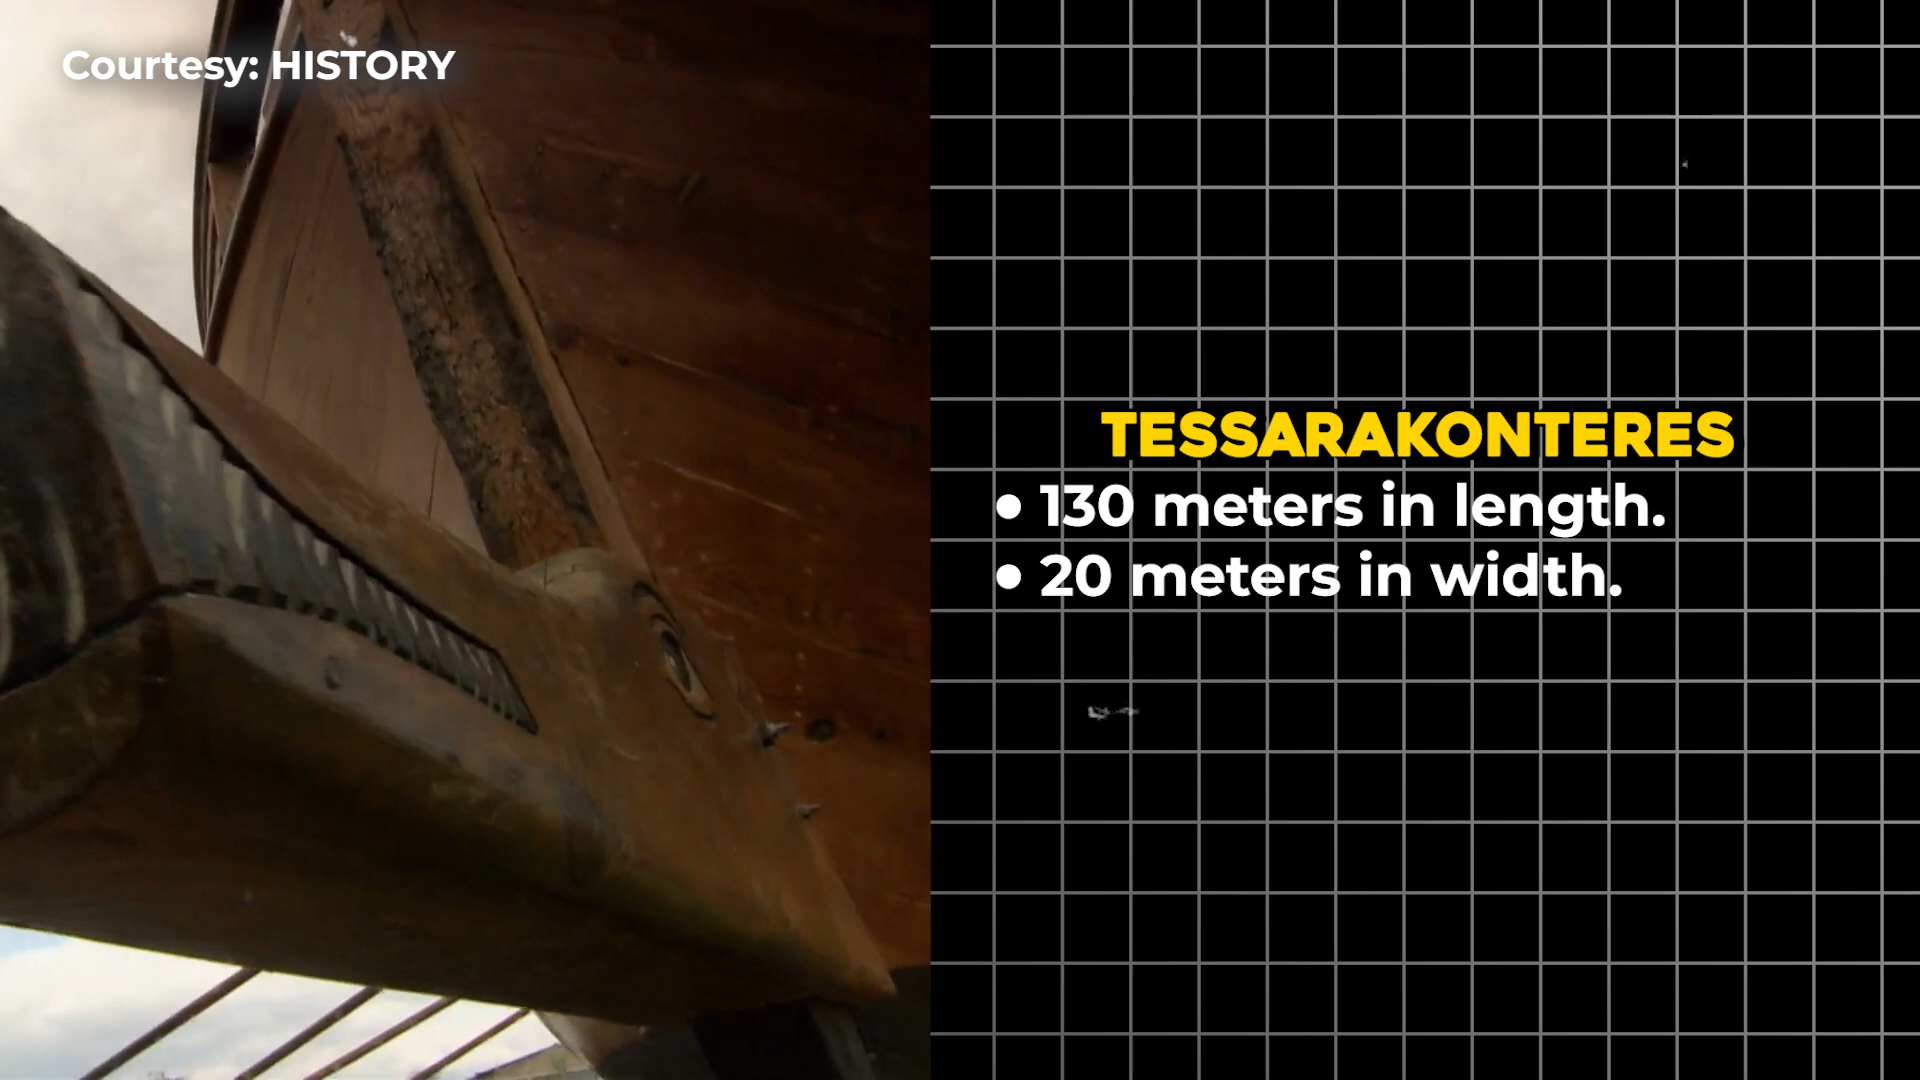 Courtesy: HISTORY
TESSARAKONTERES
• 130 meters in length.
• 20 meters in width.